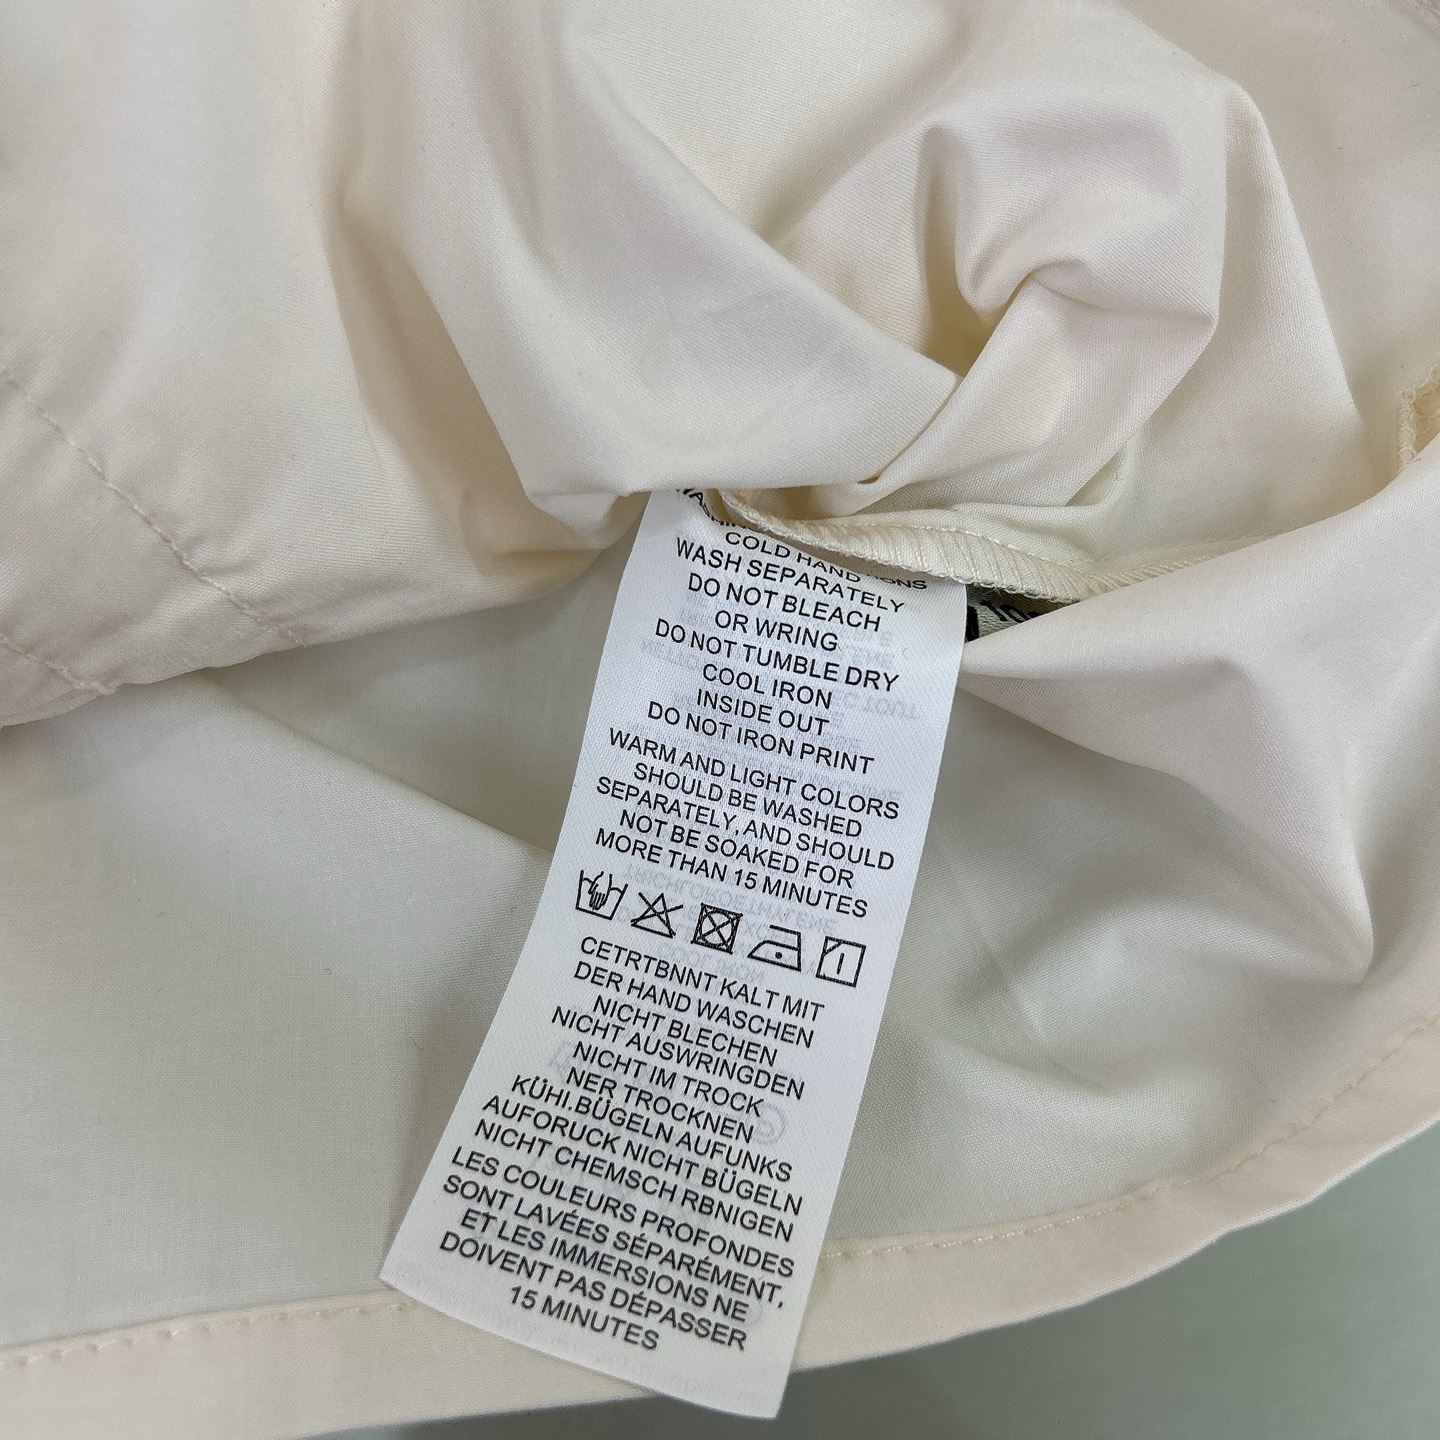 COLD HAND
WASH SEPARATELY
DO NOT BLEACH
OR WRING
DO NOT TUMBLE DRY
COOL IRON
INSIDE OUT
DO NOT IRON PRINT
WARM AND LIGHT COLORS
SHOULD BE WASHED
SEPARATELY, AND SHOULD
NOT BE SOAKED FOR
MORE THAN 15 MINUTES
CETRTBNNT KALT MIT
DER HAND WASCHEN
NICHT BLECHEN
NICHT AUSWRINGDEN
NICHT IM TROCK
NER TROCKNEN
KÜHI.BÜGELN AUFUNKS
AUFORUCK NICHT BÜGELN
NICHT CHEMSCH RBNIGEN
LES COULEURS PROFONDES
SONT LAVÉES SÉPARÉMENT,
ET LES IMMERSIONS NE
DOIVENT PAS DÉPASSER
15 MINUTES